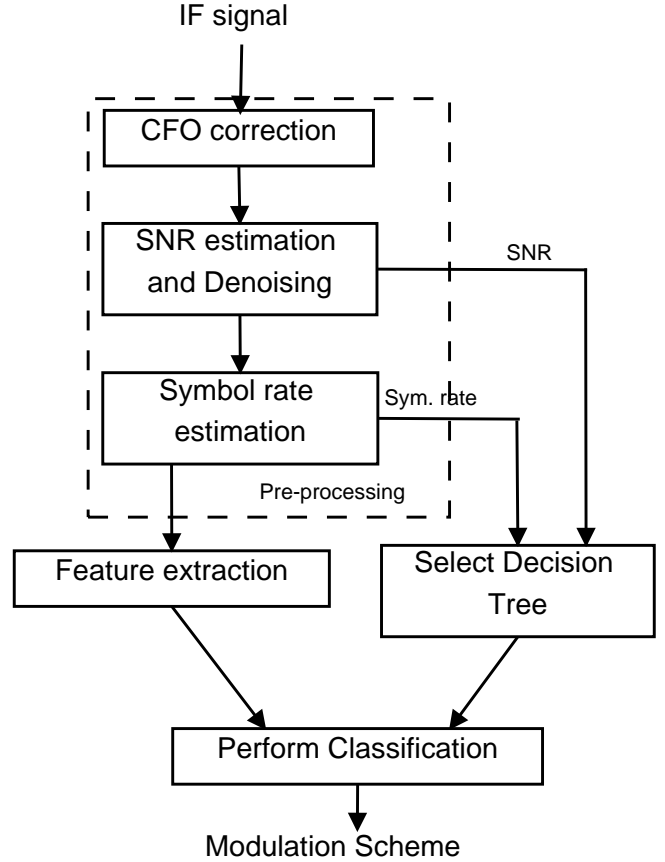 IF signal
CFO correction
SNR estimation
and Denoising
SNR
Symbol rate
estimation
Sym. rate
Pre-processing
Feature extraction
Select Decision
Tree
Perform Classification
Modulation Scheme